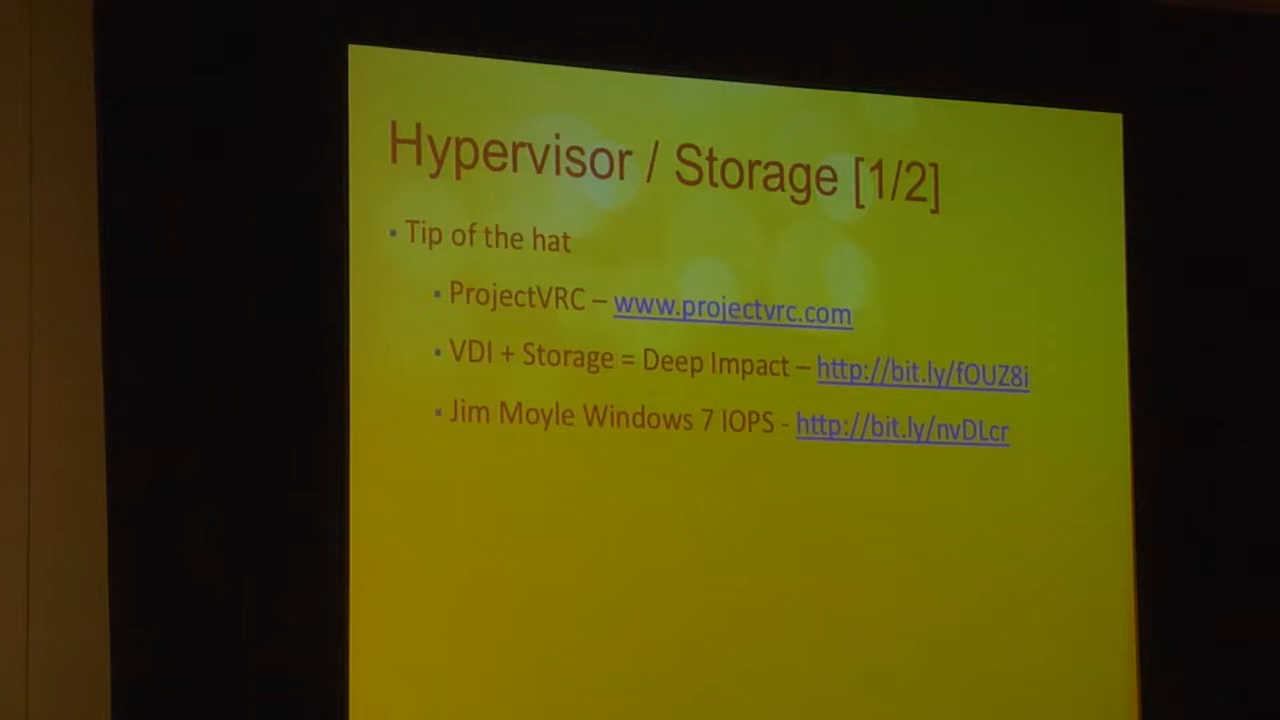 Hypervisor / Storage [1/2]
▪ Tip of the hat
▪ ProjectVRC – www.projectvrc.com
▪ VDI + Storage = Deep Impact – http://bit.ly/fOUZ8i
▪ Jim Moyle Windows 7 IOPS - http://bit.ly/nvDLcr